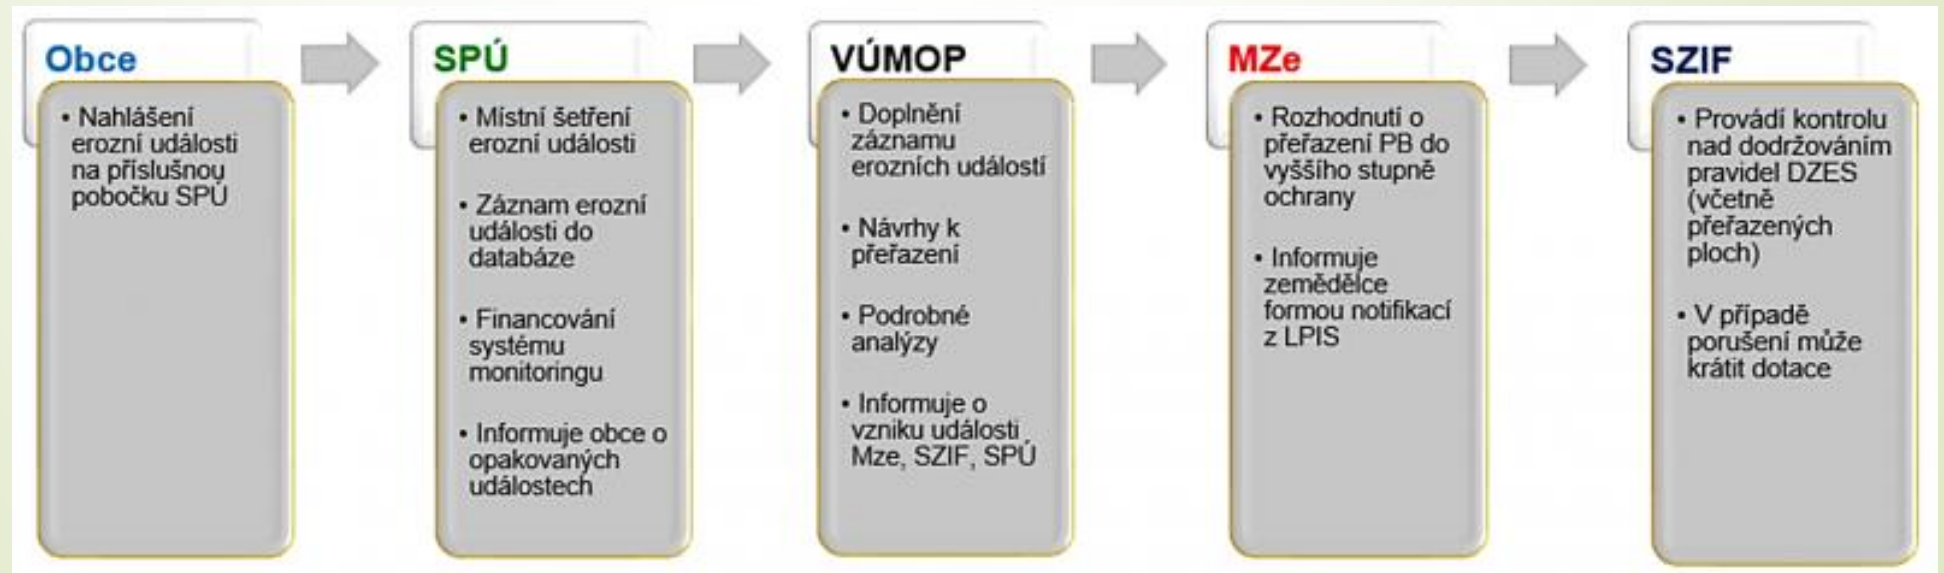 Obce
• Nahlášení
erozní události
na příslušnou
pobočku SPÚ
SPÚ
• Místní šetření
erozní události
• Záznam erozní
události do
databáze
• Financování
systému
monitoringu
• Informuje obce o
opakovaných
událostech
VÚMOP
• Doplnění
záznamu
erozních událostí
• Návrhy k
přeřazení
• Podrobné
analýzy
• Informuje o
vzniku události
Mze, SZIF, SPÚ
MZe
• Rozhodnutí o
přeřazení PB do
vyššího stupně
ochrany
• Informuje
zemědělce
formou notifikací
z LPIS
SZIF
• Provádí kontrolu
nad dodržováním
pravidel DZES
(včetně
přeřazených
ploch)
• V případě
porušení může
krátit dotace